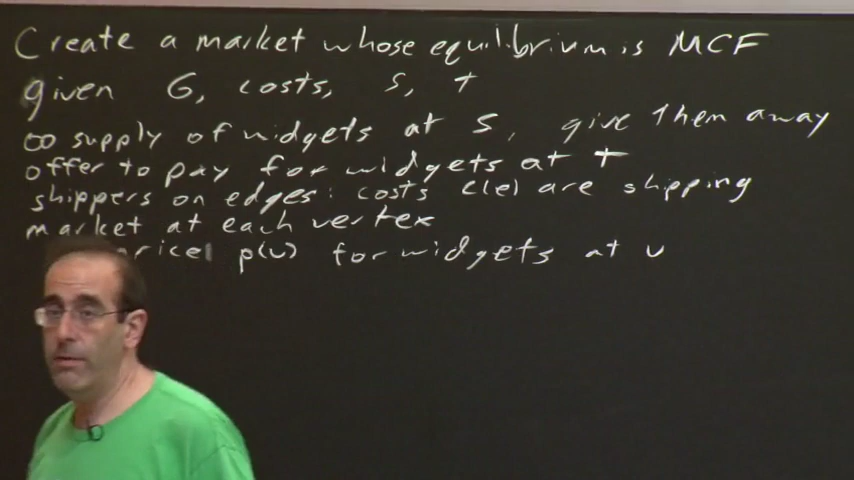 Create a market whose equilibrium is MCF
given G, costs, s, t
∞ supply of widgets at s, give them away
offer to pay for widgets at t
shippers on edges: costs c(e) are shipping
market at each vertex
price p(v) for widgets at v